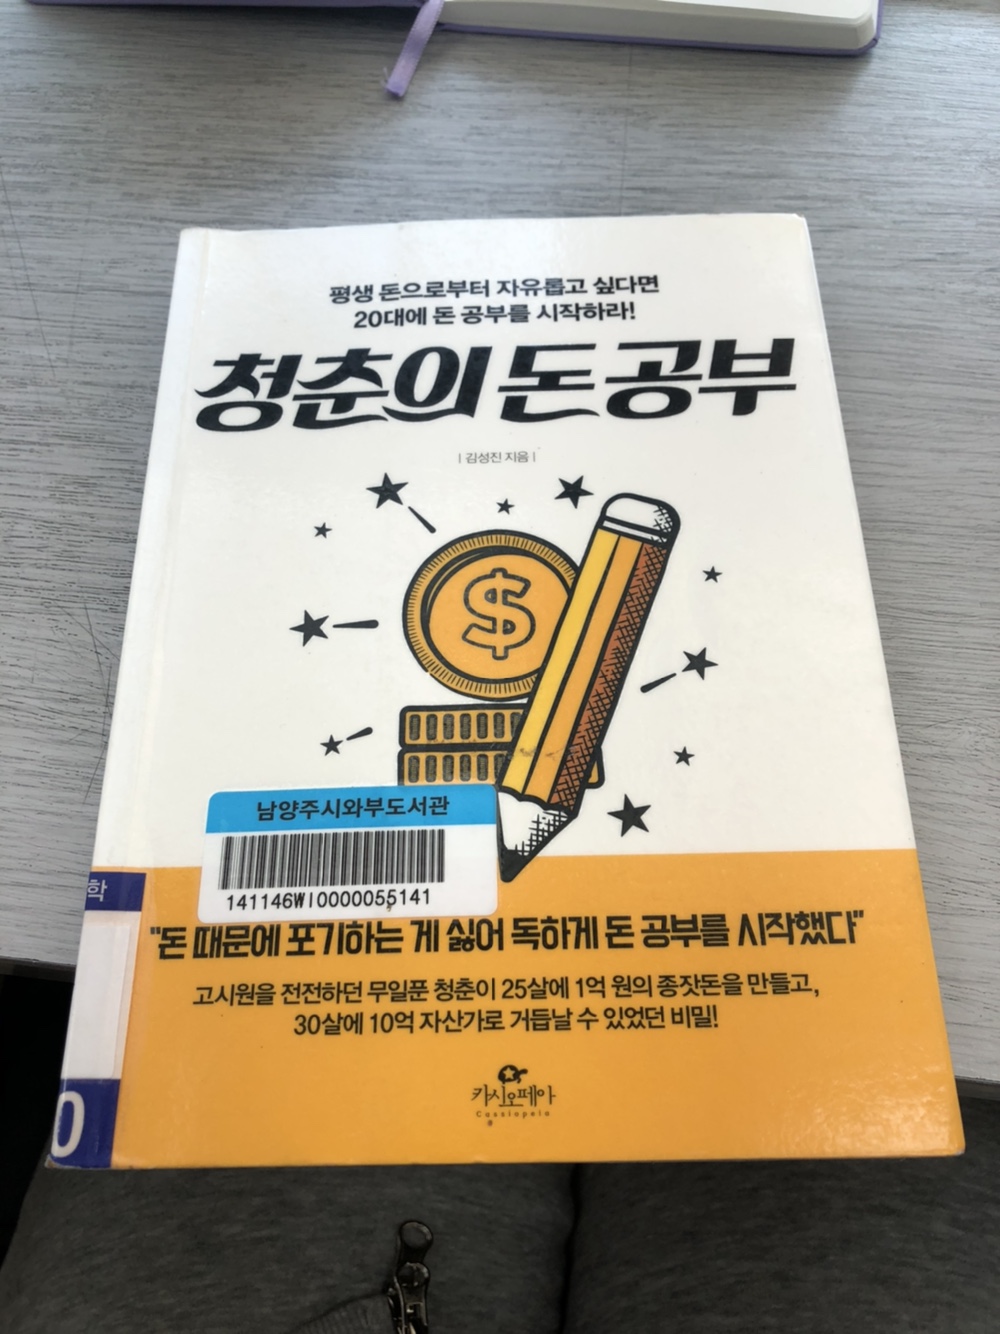 평생 돈으로부터 자유롭고 싶다면
20대에 돈 공부를 시작하라!
청춘의 돈 공부
| 김성진 지음 |
$
남양주시와부도서관
141146WI0000055141
학
"돈 때문에 포기하는 게 싫어 독하게 돈 공부를 시작했다"
고시원을 전전하던 무일푼 청춘이 25살에 1억 원의 종잣돈을 만들고,
30살에 10억 자산가로 거듭날 수 있었던 비밀!
카시오페아
Cassiopeia
0